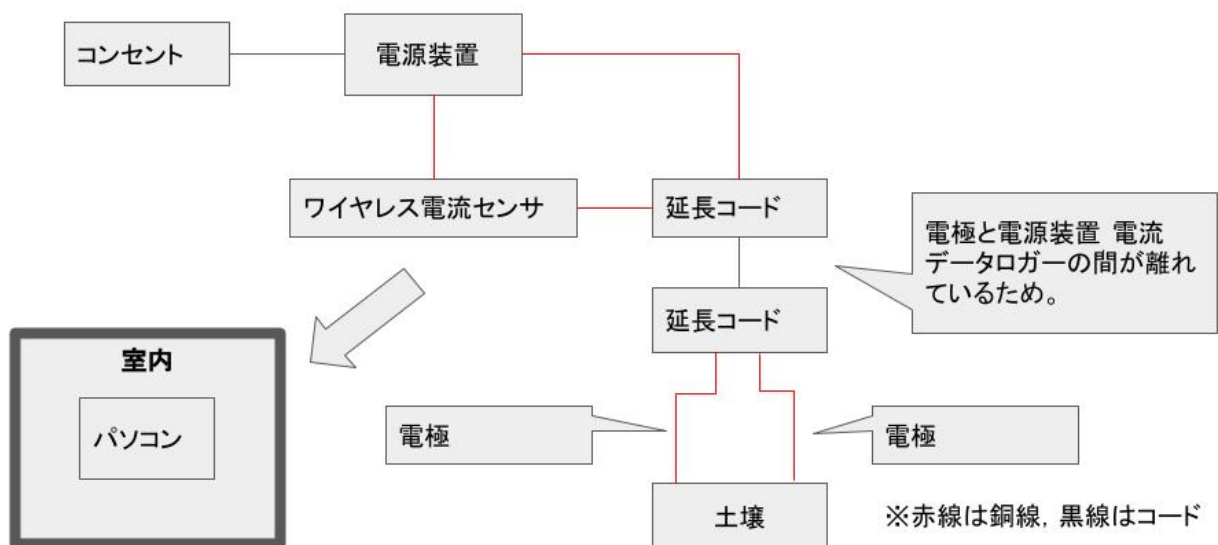 コンセント
電源装置
ワイヤレス電流センサ
延長コード
電極と電源装置 電流
データロガーの間が離れ
ているため。
延長コード
室内
パソコン
電極
電極
土壌
※赤線は銅線, 黒線はコード